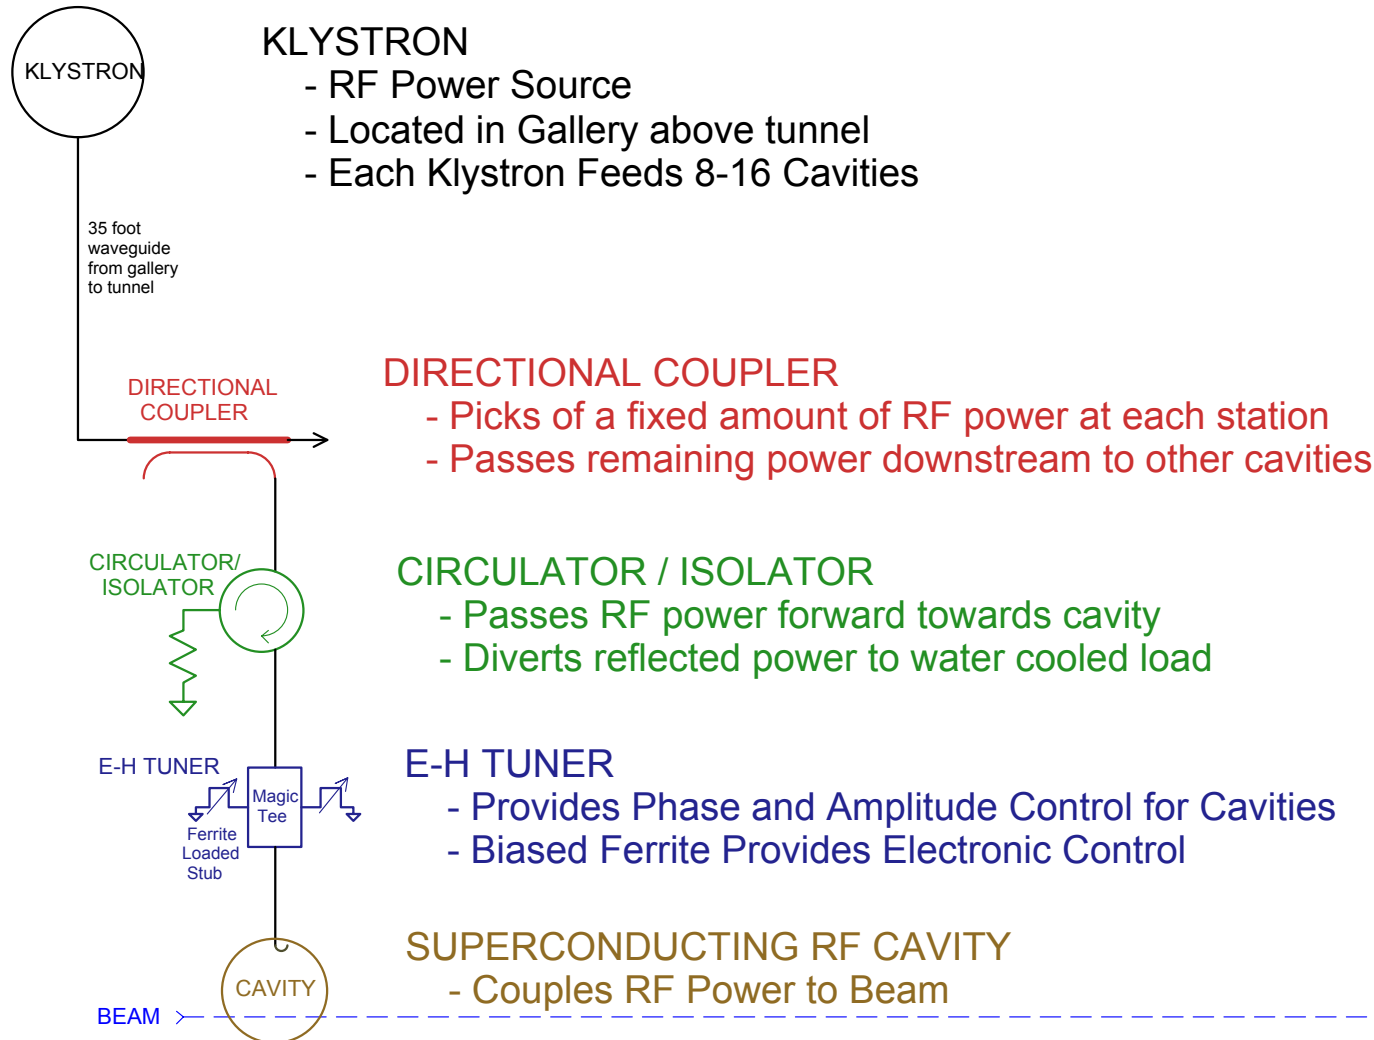 KLYSTRON
KLYSTRON
- RF Power Source
- Located in Gallery above tunnel
- Each Klystron Feeds 8-16 Cavities
35 foot
waveguide
from gallery
to tunnel
DIRECTIONAL
COUPLER
DIRECTIONAL COUPLER
- Picks of a fixed amount of RF power at each station
- Passes remaining power downstream to other cavities
CIRCULATOR/
ISOLATOR
CIRCULATOR / ISOLATOR
- Passes RF power forward towards cavity
- Diverts reflected power to water cooled load
E-H TUNER
Magic
Tee
Ferrite
Loaded
Stub
E-H TUNER
- Provides Phase and Amplitude Control for Cavities
- Biased Ferrite Provides Electronic Control
CAVITY
SUPERCONDUCTING RF CAVITY
- Couples RF Power to Beam
BEAM